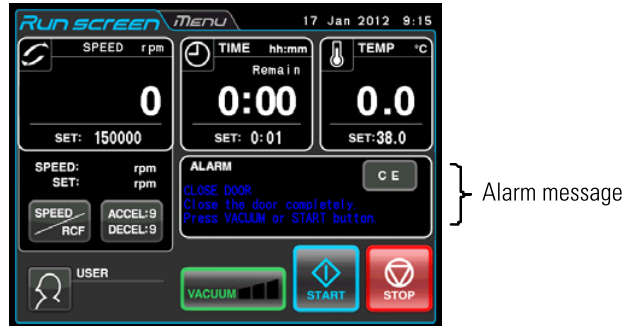 Run screen
MENU
17 Jan 2012 9:15
SPEED rpm
0
SET: 150000
TIME hh:mm
Remain
0:00
SET: 0:01
TEMP °C
0.0
SET:38.0
SPEED: rpm
SET: rpm
SPEED/RCF
ACCEL:9
DECEL:9
ALARM
C E
CLOSE DOOR
Close the door completely.
Press VACUUM or START button.
Alarm message
USER
VACUUM
START
STOP